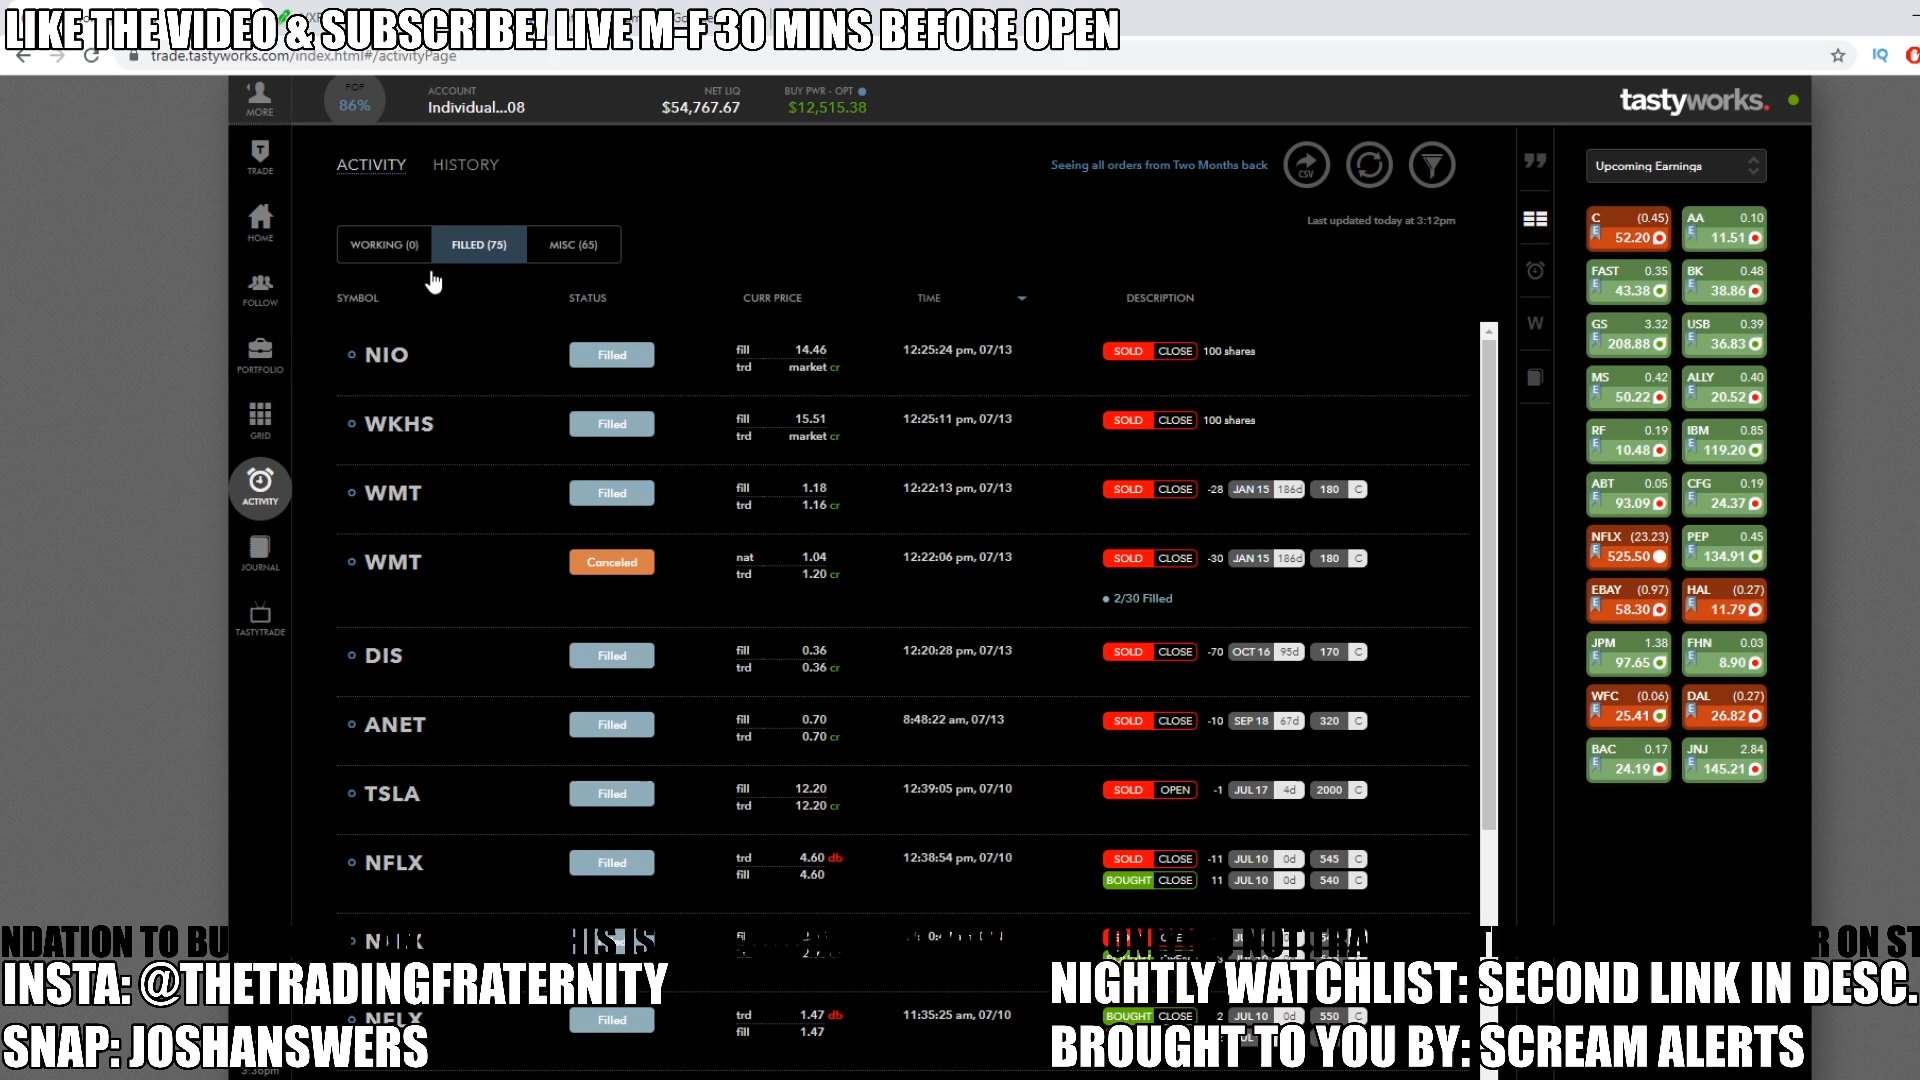 LIKE THE VIDEO & SUBSCRIBE! LIVE M-F 30 MINS BEFORE OPEN
trade.tastyworks.com/index.html#/activityPage
IQ
MORE
POP
86%
ACCOUNT
Individual...08
NET LIQ
$54,767.67
BUY PWR - OPT
$12,515.38
tastyworks.
TRADE
HOME
FOLLOW
PORTFOLIO
GRID
ACTIVITY
JOURNAL
TASTYTRADE
ACTIVITY HISTORY
Seeing all orders from Two Months back
CSV
Last updated today at 3:12pm
WORKING (0) FILLED (75) MISC (65)
SYMBOL STATUS CURR PRICE TIME DESCRIPTION
NIO Filled fill 14.46 12:25:24 pm, 07/13 SOLD CLOSE 100 shares
trd market cr
WKHS Filled fill 15.51 12:25:11 pm, 07/13 SOLD CLOSE 100 shares
trd market cr
WMT Filled fill 1.18 12:22:13 pm, 07/13 SOLD CLOSE -28 JAN 15 186d 180 C
trd 1.16 cr
WMT Canceled nat 1.04 12:22:06 pm, 07/13 SOLD CLOSE -30 JAN 15 186d 180 C
trd 1.20 cr
2/30 Filled
DIS Filled fill 0.36 12:20:28 pm, 07/13 SOLD CLOSE -70 OCT 16 95d 170 C
trd 0.36 cr
ANET Filled fill 0.70 8:48:22 am, 07/13 SOLD CLOSE -10 SEP 18 67d 320 C
trd 0.70 cr
TSLA Filled fill 12.20 12:39:05 pm, 07/10 SOLD OPEN -1 JUL 17 4d 2000 C
trd 12.20 cr
NFLX Filled trd 4.60 db 12:38:54 pm, 07/10 SOLD CLOSE -11 JUL 10 0d 545 C
fill 4.60 BOUGHT CLOSE 11 JUL 10 0d 540 C
NFLX Filled trd 1.47 db 11:35:25 am, 07/10 BOUGHT CLOSE 2 JUL 10 0d 550 C
fill 1.47
W
Upcoming Earnings
C (0.45) 52.20 AA 0.10 11.51
FAST 0.35 43.38 BK 0.48 38.86
GS 3.32 208.88 USB 0.39 36.83
MS 0.42 50.22 ALLY 0.40 20.52
RF 0.19 10.48 IBM 0.85 119.20
ABT 0.05 93.09 CFG 0.19 24.37
NFLX (23.23) 525.50 PEP 0.45 134.91
EBAY (0.97) 58.30 HAL (0.27) 11.79
JPM 1.38 97.65 FHN 0.03 8.90
WFC (0.06) 25.41 DAL (0.27) 26.82
BAC 0.17 24.19 JNJ 2.84 145.21
NDATION TO BU
HIS IS
R ON ST
INSTA: @THETRADINGFRATERNITY
SNAP: JOSHANSWERS
NIGHTLY WATCHLIST: SECOND LINK IN DESC.
BROUGHT TO YOU BY: SCREAM ALERTS